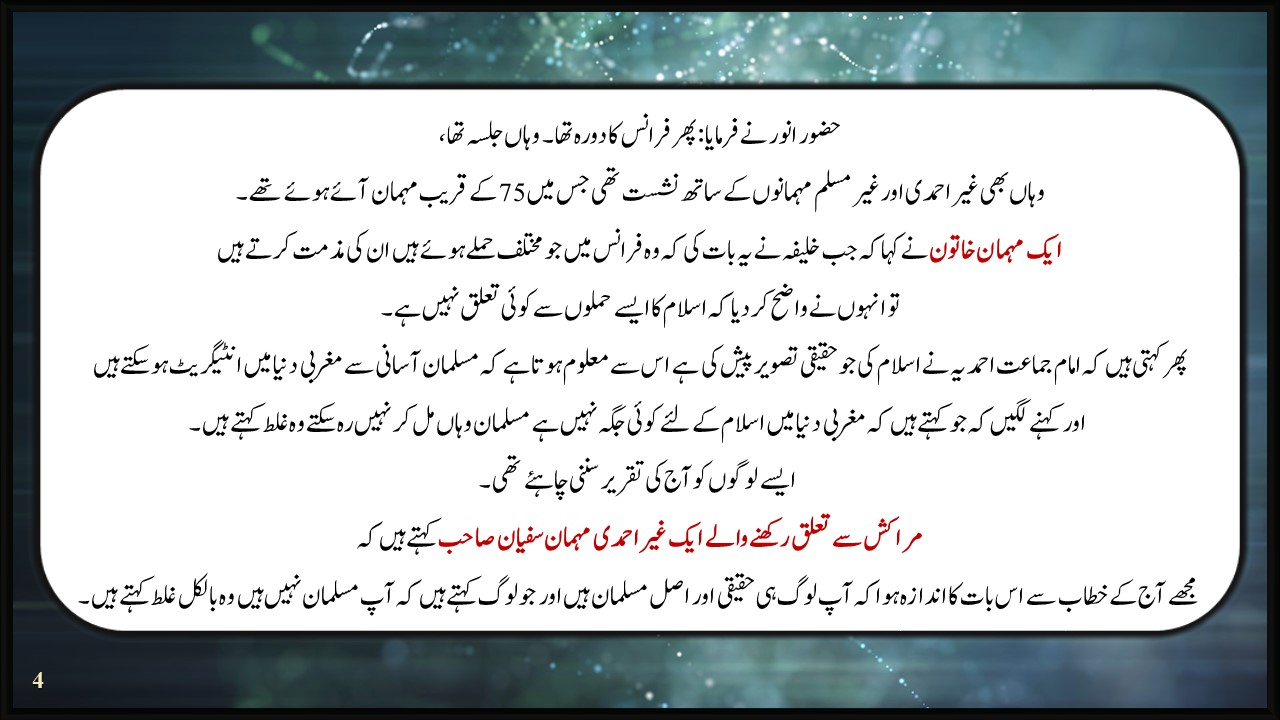 حضور انور نے فرمایا: پھر فرانس کا دورہ تھا۔ وہاں جلسہ تھا،
وہاں بھی غیر احمدی اور غیر مسلم مہمانوں کے ساتھ نشست تھی جس میں 75 کے قریب مہمان آئے ہوئے تھے۔
ایک مہمان خاتون نے کہا کہ جب خلیفہ نے یہ بات کی کہ وہ فرانس میں جو مختلف حملے ہوئے ہیں ان کی مذمت کرتے ہیں
تو انہوں نے واضح کر دیا کہ اسلام کا ایسے حملوں سے کوئی تعلق نہیں ہے۔
پھر کہتی ہیں کہ امام جماعت احمدیہ نے اسلام کی جو حقیقی تصویر پیش کی ہے اس سے معلوم ہوتا ہے کہ مسلمان آسانی سے مغربی دنیا میں انٹیگریٹ ہو سکتے ہیں
اور کہنے لگیں کہ جو کہتے ہیں کہ مغربی دنیا میں اسلام کے لئے کوئی جگہ نہیں ہے مسلمان وہاں مل کر نہیں رہ سکتے وہ غلط کہتے ہیں۔
ایسے لوگوں کو آج کی تقریر سننی چاہئے تھی۔
مراکش سے تعلق رکھنے والے ایک غیر احمدی مہمان سفیان صاحب کہتے ہیں کہ
مجھے آج کے خطاب سے اس بات کا اندازہ ہوا کہ آپ لوگ ہی حقیقی اور اصل مسلمان ہیں اور جو لوگ کہتے ہیں کہ آپ مسلمان نہیں ہیں وہ بالکل غلط کہتے ہیں۔
4